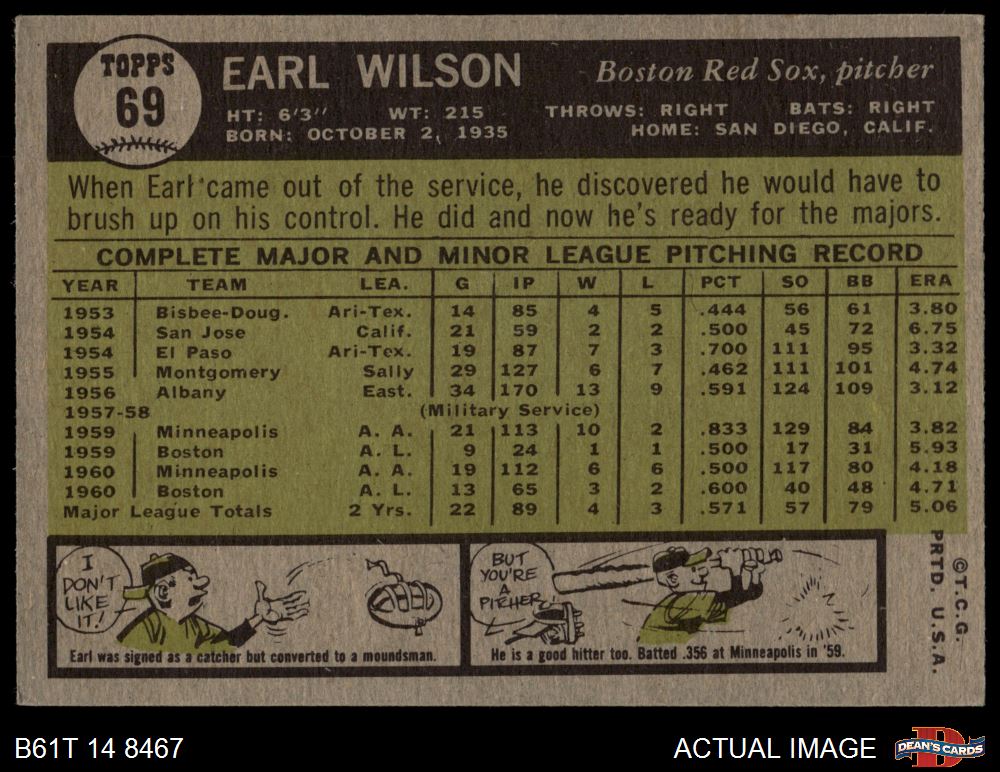 TOPPS
69
EARL WILSON
Boston Red Sox, pitcher
HT: 6'3" WT: 215 THROWS: RIGHT BATS: RIGHT
BORN: OCTOBER 2, 1935 HOME: SAN DIEGO, CALIF.
When Earl came out of the service, he discovered he would have to
brush up on his control. He did and now he's ready for the majors.
COMPLETE MAJOR AND MINOR LEAGUE PITCHING RECORD
YEAR TEAM LEA. G IP W L PCT SO BB ERA
1953 Bisbee-Doug. Ari-Tex. 14 85 4 5 .444 56 61 3.80
1954 San Jose Calif. 21 59 2 2 .500 45 72 6.75
1954 El Paso Ari-Tex. 19 87 7 3 .700 111 95 3.32
1955 Montgomery Sally 29 127 6 7 .462 111 101 4.74
1956 Albany East. 34 170 13 9 .591 124 109 3.12
1957-58 (Military Service)
1959 Minneapolis A. A. 21 113 10 2 .833 129 84 3.82
1959 Boston A. L. 9 24 1 1 .500 17 31 5.93
1960 Minneapolis A. A. 19 112 6 6 .500 117 80 4.18
1960 Boston A. L. 13 65 3 2 .600 40 48 4.71
Major League Totals 2 Yrs. 22 89 4 3 .571 57 79 5.06
I
DON'T
LIKE
IT!
Earl was signed as a catcher but converted to a moundsman.
BUT
YOU'RE
A
PITCHER!
He is a good hitter too. Batted .356 at Minneapolis in '59.
©T.C.G.
PRTD. U.S.A.
B61T 14 8467
ACTUAL IMAGE
D
DEAN'S CARDS